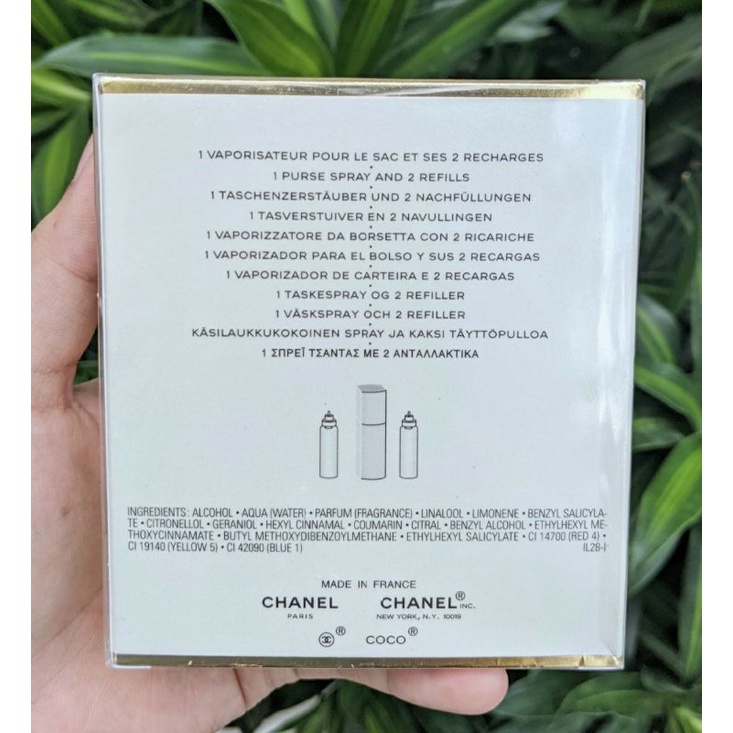 1 VAPORISATEUR POUR LE SAC ET SES 2 RECHARGES
1 PURSE SPRAY AND 2 REFILLS
1 TASCHENZERSTÄUBER UND 2 NACHFÜLLUNGEN
1 TASVERSTUIVER EN 2 NAVULLINGEN
1 VAPORIZZATORE DA BORSETTA CON 2 RICARICHE
1 VAPORIZADOR PARA EL BOLSO Y SUS 2 RECARGAS
1 VAPORIZADOR DE CARTEIRA E 2 RECARGAS
1 TASKESPRAY OG 2 REFILLER
1 VÄSKSPRAY OCH 2 REFILLER
KÄSILAUKKUKOKOINEN SPRAY JA KAKSI TÄYTTÖPULLOA
1 ΣΠΡΕΪ ΤΣΑΝΤΑΣ ΜΕ 2 ΑΝΤΑΛΛΑΚΤΙΚΑ
INGREDIENTS: ALCOHOL • AQUA (WATER) • PARFUM (FRAGRANCE) • LINALOOL • LIMONENE • BENZYL SALICYLA-
TE • CITRONELLOL • GERANIOL • HEXYL CINNAMAL • COUMARIN • CITRAL • BENZYL ALCOHOL • ETHYLHEXYL ME-
THOXYCINNAMATE • BUTYL METHOXYDIBENZOYLMETHANE • ETHYLHEXYL SALICYLATE • CI 14700 (RED 4) •
CI 19140 (YELLOW 5) • CI 42090 (BLUE 1) IL28-I
MADE IN FRANCE
CHANEL CHANEL® INC.
PARIS NEW YORK, N.Y. 10019
® COCO®